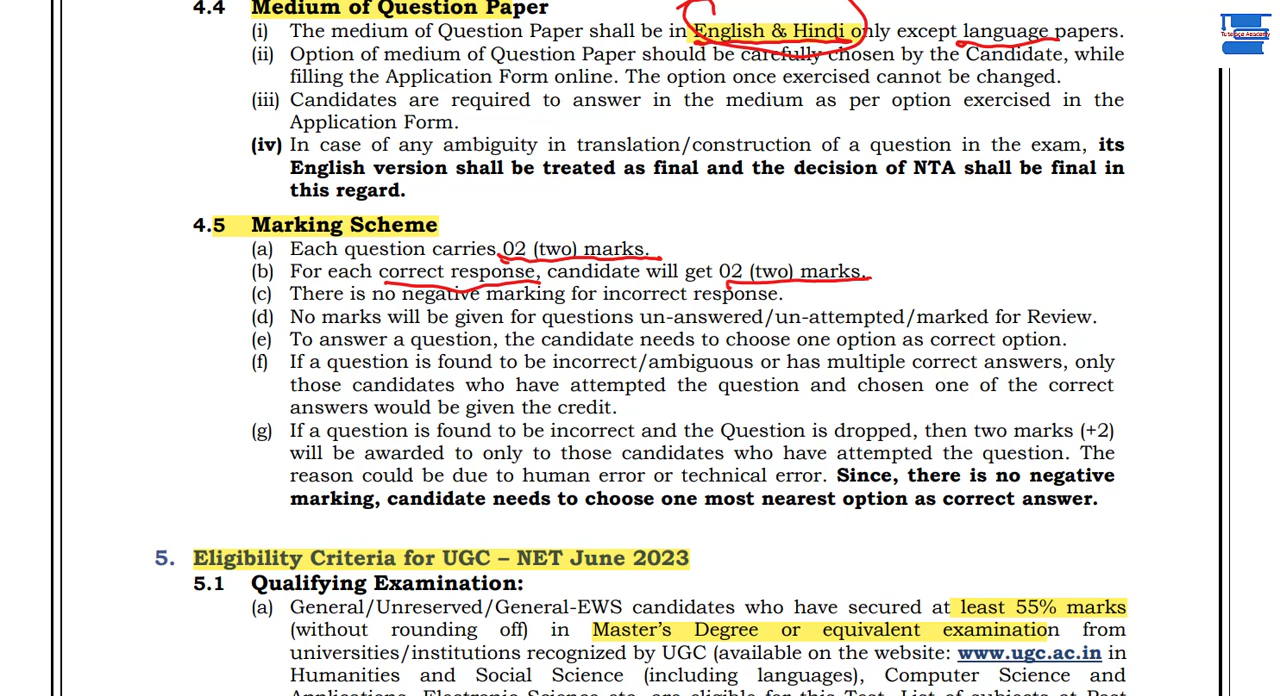 4.4 Medium of Question Paper
(i) The medium of Question Paper shall be in English & Hindi only except language papers.
(ii) Option of medium of Question Paper should be carefully chosen by the Candidate, while
filling the Application Form online. The option once exercised cannot be changed.
(iii) Candidates are required to answer in the medium as per option exercised in the
Application Form.
(iv) In case of any ambiguity in translation/construction of a question in the exam, its
English version shall be treated as final and the decision of NTA shall be final in
this regard.
4.5 Marking Scheme
(a) Each question carries 02 (two) marks.
(b) For each correct response, candidate will get 02 (two) marks.
(c) There is no negative marking for incorrect response.
(d) No marks will be given for questions un-answered/un-attempted/marked for Review.
(e) To answer a question, the candidate needs to choose one option as correct option.
(f) If a question is found to be incorrect/ambiguous or has multiple correct answers, only
those candidates who have attempted the question and chosen one of the correct
answers would be given the credit.
(g) If a question is found to be incorrect and the Question is dropped, then two marks (+2)
will be awarded to only to those candidates who have attempted the question. The
reason could be due to human error or technical error. Since, there is no negative
marking, candidate needs to choose one most nearest option as correct answer.
5. Eligibility Criteria for UGC – NET June 2023
5.1 Qualifying Examination:
(a) General/Unreserved/General-EWS candidates who have secured at least 55% marks
(without rounding off) in Master's Degree or equivalent examination from
universities/institutions recognized by UGC (available on the website: www.ugc.ac.in in
Humanities and Social Science (including languages), Computer Science and
Applications, Electronic Science etc. are eligible for this Test. List of subjects at Post